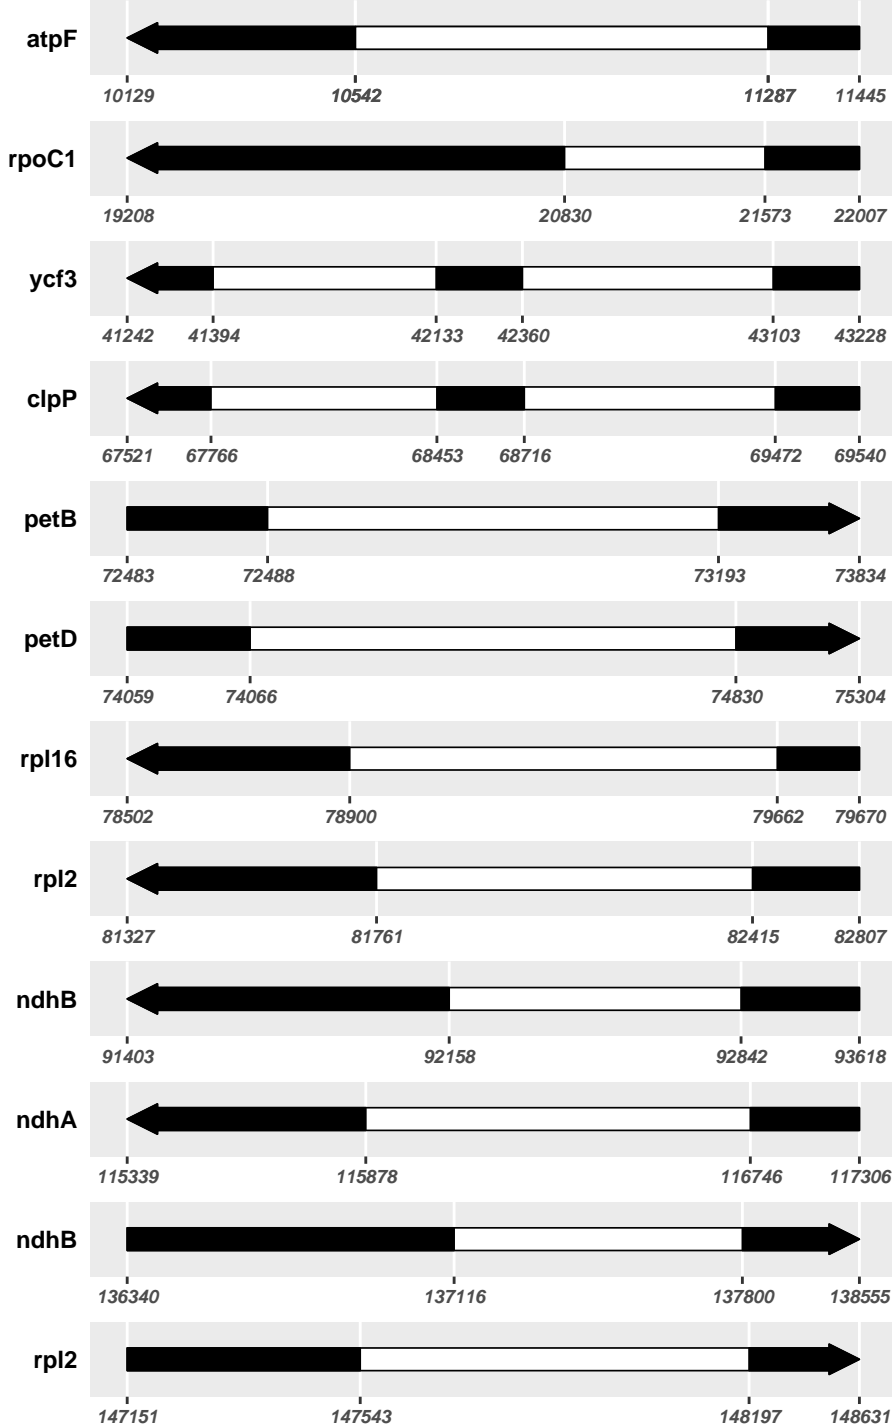 atpF
10129 10542 11287 11445
rpoC1
19208 20830 21573 22007
ycf3
41242 41394 42133 42360 43103 43228
clpP
67521 67766 68453 68716 69472 69540
petB
72483 72488 73193 73834
petD
74059 74066 74830 75304
rpl16
78502 78900 79662 79670
rpl2
81327 81761 82415 82807
ndhB
91403 92158 92842 93618
ndhA
115339 115878 116746 117306
ndhB
136340 137116 137800 138555
rpl2
147151 147543 148197 148631